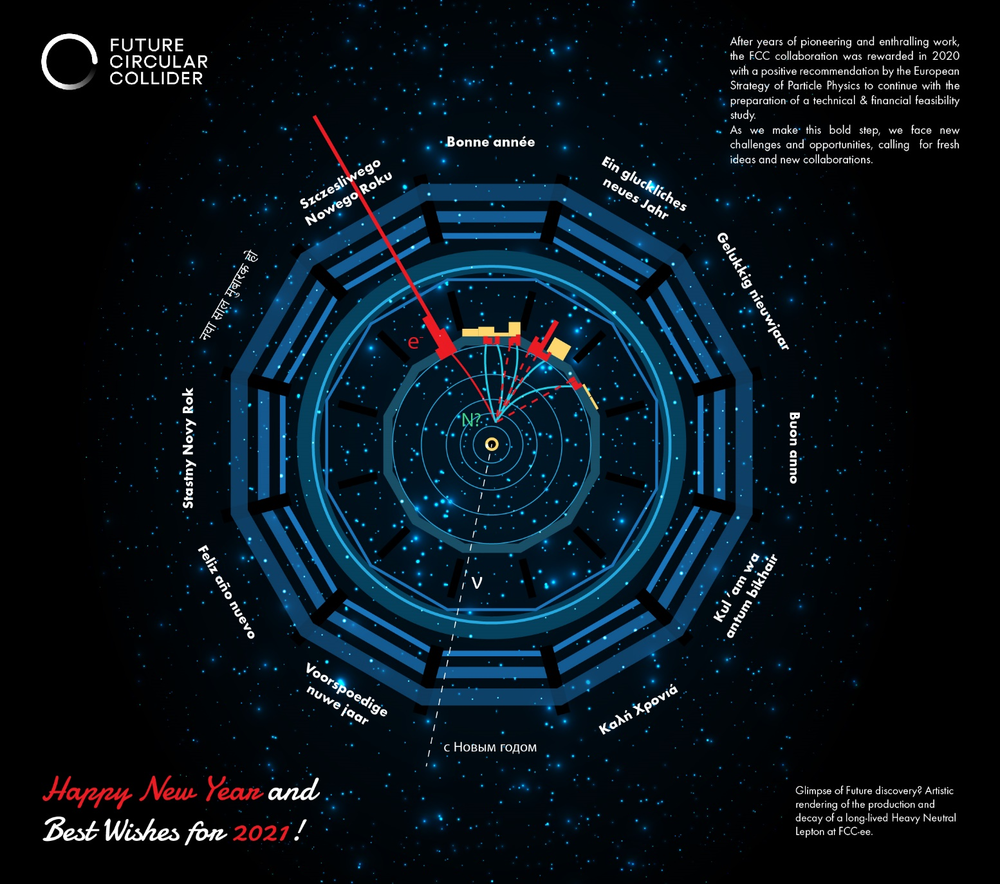 FUTURE
CIRCULAR
COLLIDER
After years of pioneering and enthralling work,
the FCC collaboration was rewarded in 2020
with a positive recommendation by the European
Strategy of Particle Physics to continue with the
preparation of a technical & financial feasibility
study.
As we make this bold step, we face new
challenges and opportunities, calling for fresh
ideas and new collaborations.
Bonne année
Ein gluckliches
neues Jahr
Gelukkig nieuwjaar
Buon anno
Kul ´am wa
antum bikhair
Καλή Χρονιά
с Новым годом
Voorspoedige
nuwe jaar
Feliz año nuevo
Stastny Novy Rok
नया साल मुबारक हो
Szczesliwego
Nowego Roku
e⁻
N?
ν
Happy New Year and
Best Wishes for 2021!
Glimpse of Future discovery? Artistic
rendering of the production and
decay of a long-lived Heavy Neutral
Lepton at FCC-ee.